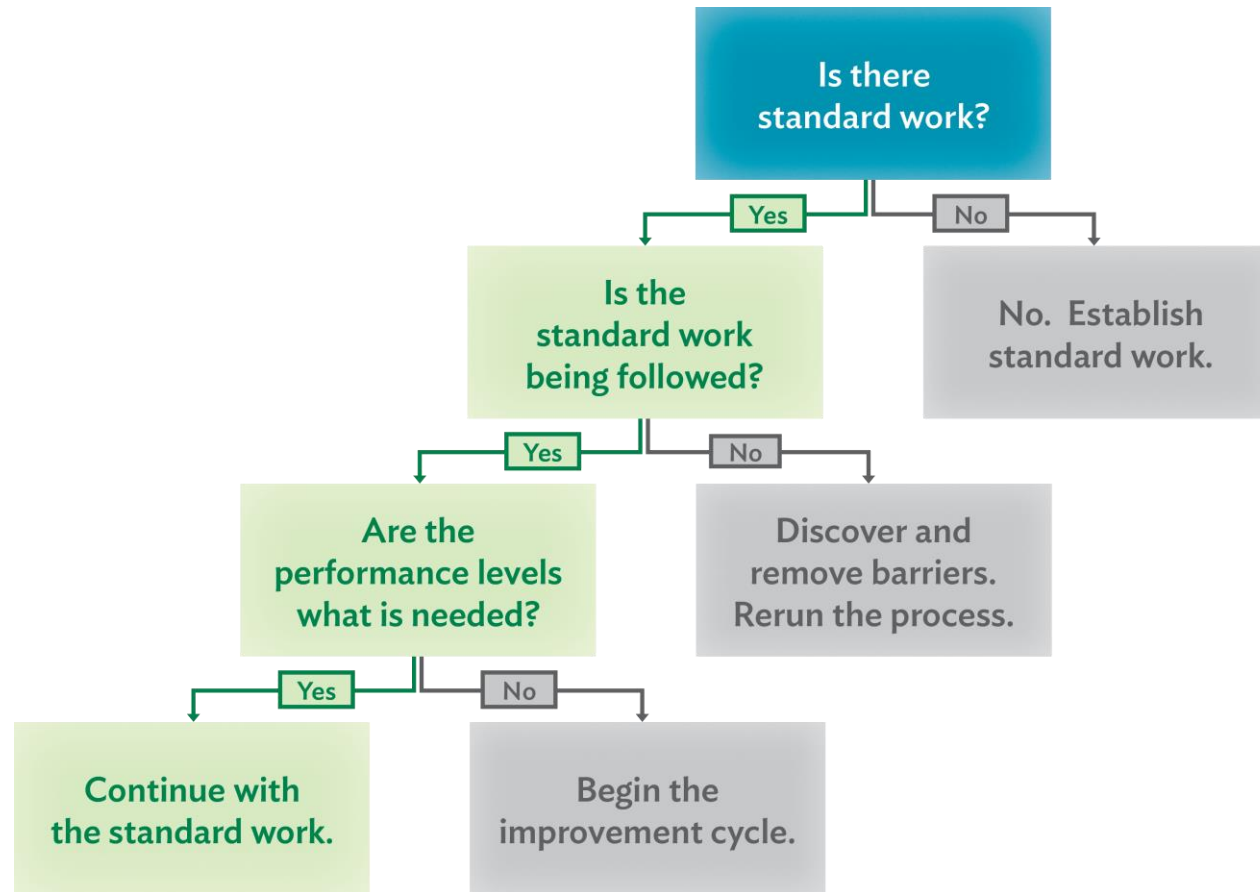 Is there
standard work?
Yes
No
Is the
standard work
being followed?
No. Establish
standard work.
Yes
No
Are the
performance levels
what is needed?
Discover and
remove barriers.
Rerun the process.
Yes
No
Continue with
the standard work.
Begin the
improvement cycle.